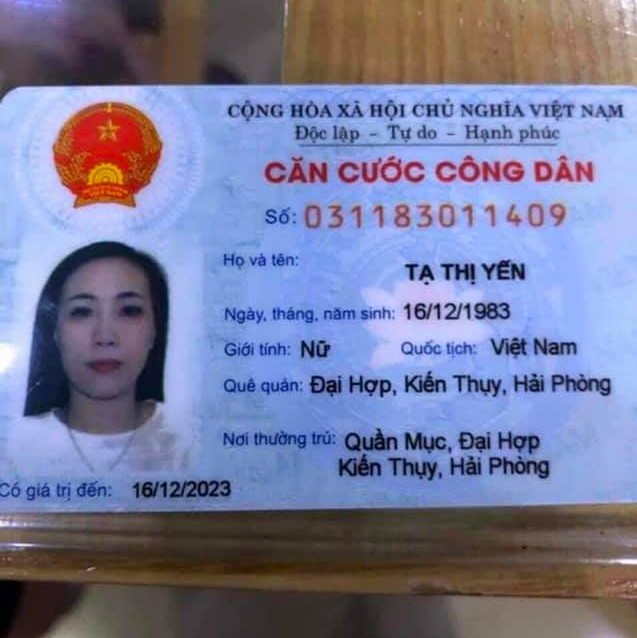 CỘNG HÒA XÃ HỘI CHỦ NGHĨA VIỆT NAM
Độc lập - Tự do - Hạnh phúc
CĂN CƯỚC CÔNG DÂN
Số: 031183011409
Họ và tên:
TẠ THỊ YẾN
Ngày, tháng, năm sinh: 16/12/1983
Giới tính: Nữ Quốc tịch: Việt Nam
Quê quán: Đại Hợp, Kiến Thụy, Hải Phòng
Nơi thường trú: Quần Mục, Đại Hợp
Kiến Thụy, Hải Phòng
Có giá trị đến: 16/12/2023